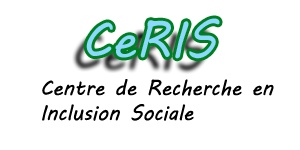 CeRIS
Centre de Recherche en
Inclusion Sociale